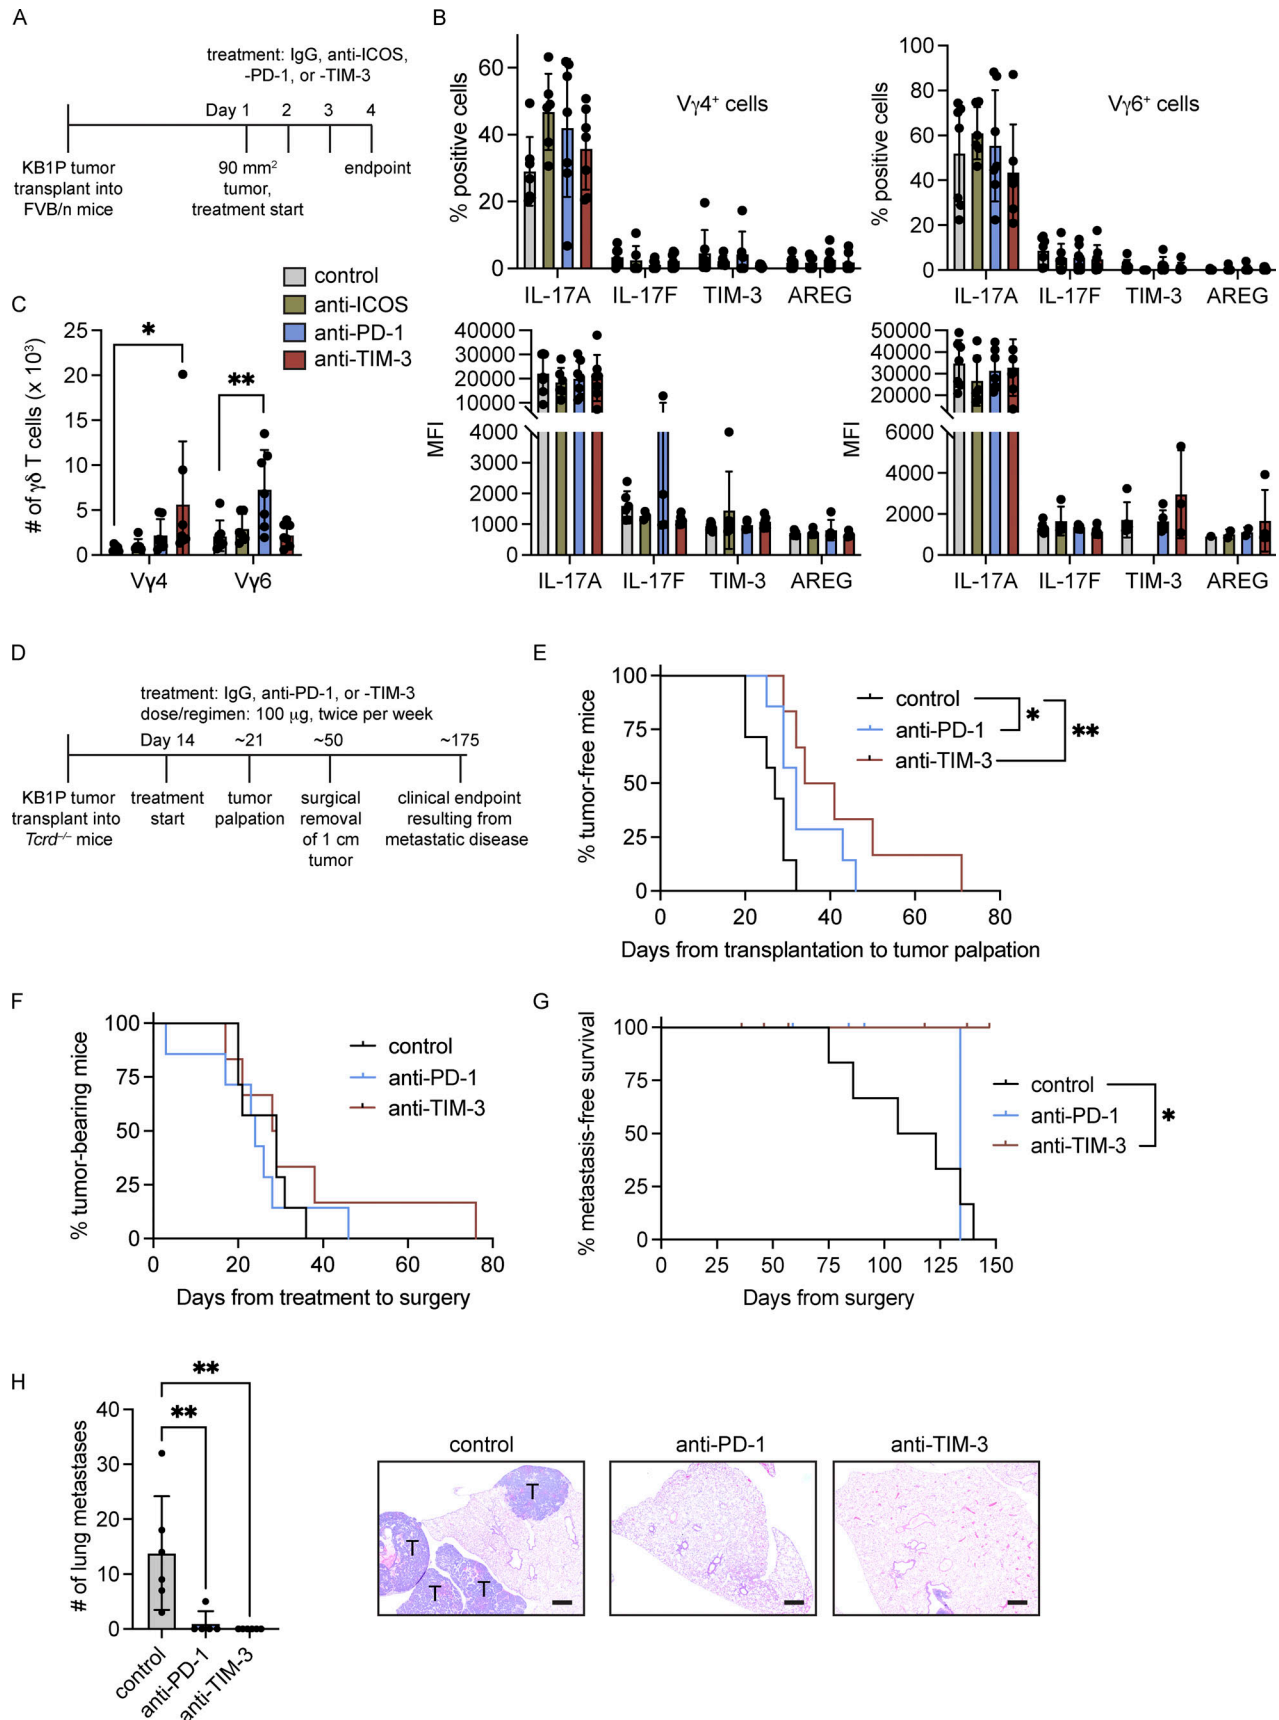 A
treatment: IgG, anti-ICOS,
-PD-1, or -TIM-3
Day 1 2 3 4
KB1P tumor
transplant into
FVB/n mice
90 mm²
tumor,
treatment start
endpoint
B
% positive cells
60
40
20
0
Vγ4⁺ cells
IL-17A IL-17F TIM-3 AREG
% positive cells
100
80
60
40
20
0
Vγ6⁺ cells
IL-17A IL-17F TIM-3 AREG
control
anti-ICOS
anti-PD-1
anti-TIM-3
C
# of γδ T cells (x 10³)
25
20
15
10
5
0
*
**
Vγ4 Vγ6
MFI
40000
30000
20000
10000
4000
3000
2000
1000
0
IL-17A IL-17F TIM-3 AREG
MFI
50000
40000
30000
20000
6000
4000
2000
0
IL-17A IL-17F TIM-3 AREG
D
treatment: IgG, anti-PD-1, or -TIM-3
dose/regimen: 100 µg, twice per week
Day 14 ~21 ~50 ~175
KB1P tumor
transplant into
Tcrd⁻/⁻ mice
treatment
start
tumor
palpation
surgical
removal
of 1 cm
tumor
clinical endpoint
resulting from
metastatic disease
E
% tumor-free mice
100
75
50
25
0
0 20 40 60 80
Days from transplantation to tumor palpation
control
anti-PD-1
anti-TIM-3
*
**
F
% tumor-bearing mice
100
75
50
25
0
0 20 40 60 80
Days from treatment to surgery
control
anti-PD-1
anti-TIM-3
G
% metastasis-free survival
100
75
50
25
0
0 25 50 75 100 125 150
Days from surgery
control
anti-PD-1
anti-TIM-3
*
H
# of lung metastases
40
30
20
10
0
**
**
control
anti-PD-1
anti-TIM-3
control
T
T
T
T
anti-PD-1
anti-TIM-3